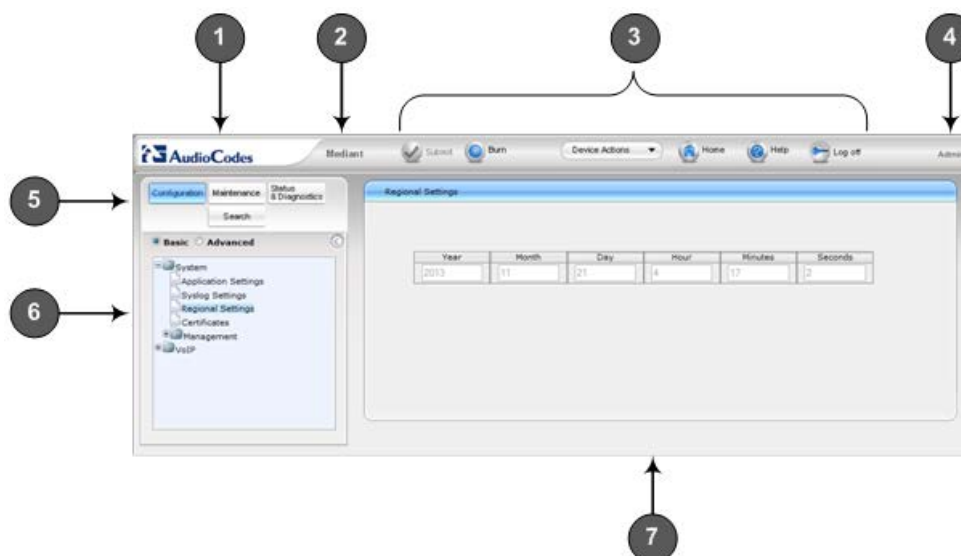 1
2
3
4
AudioCodes
Mediant
Submit
Burn
Device Actions
Home
Help
Log off
Admin
5
Configuration
Maintenance
Status
& Diagnostics
Search
Basic
Advanced
Regional Settings
Year Month Day Hour Minutes Seconds
2013 11 21 4 17 2
6
System
Application Settings
Syslog Settings
Regional Settings
Certificates
Management
VoIP
7